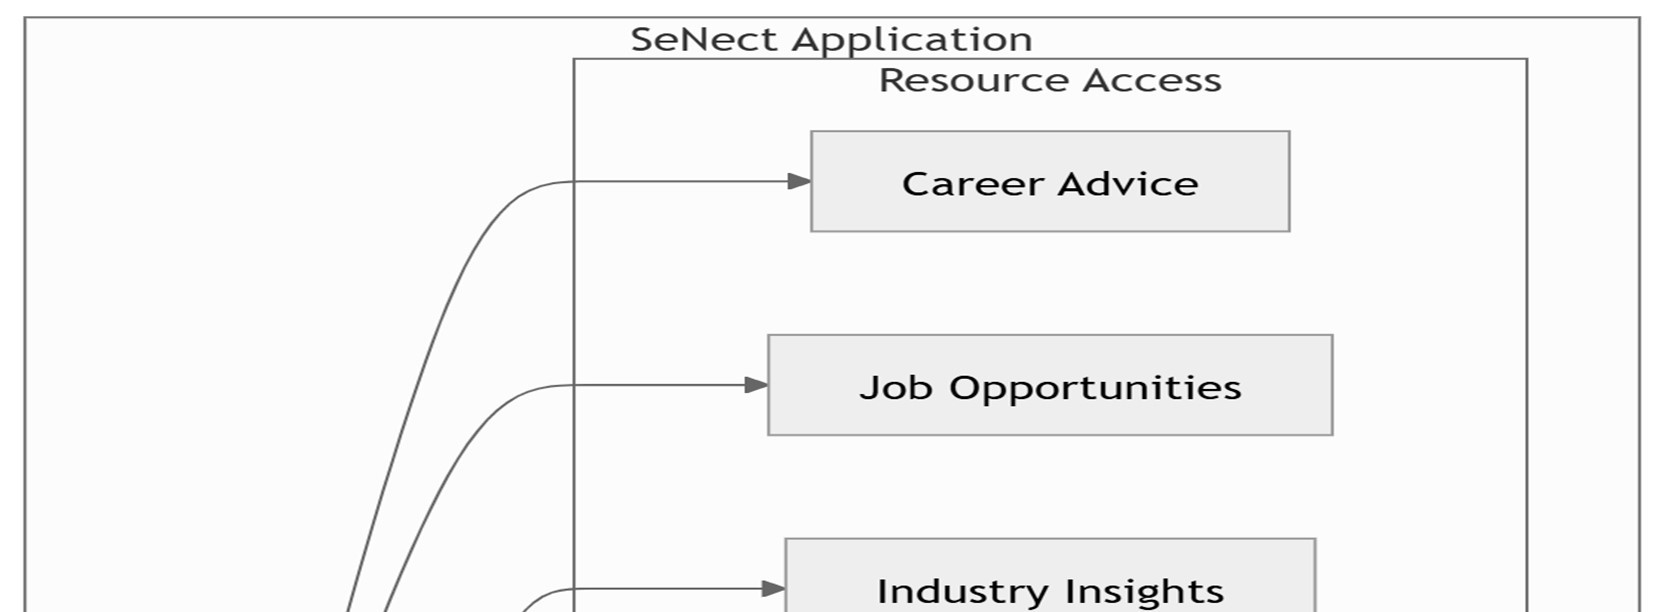 SeNect Application
Resource Access
Career Advice
Job Opportunities
Industry Insights